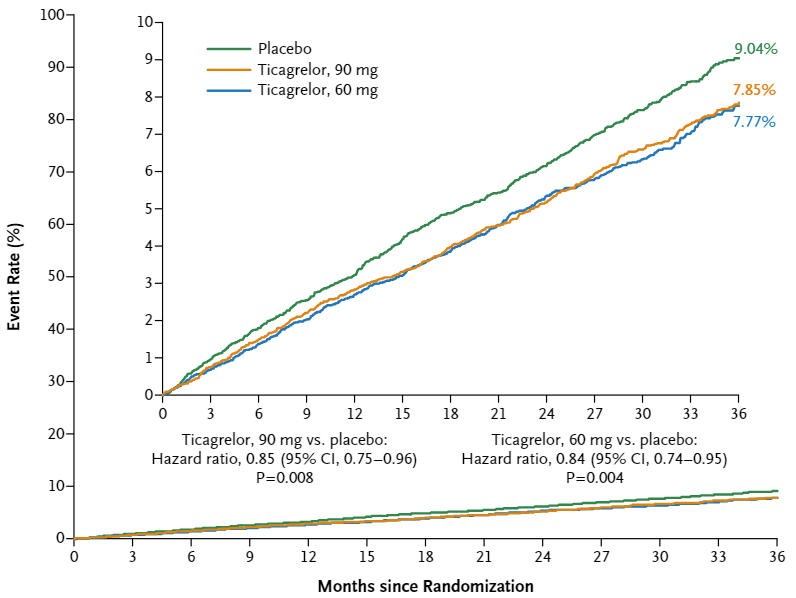 100
90
80
70
60
50
40
30
20
10
0
Event Rate (%)
10
9
8
7
6
5
4
3
2
1
0
Placebo
Ticagrelor, 90 mg
Ticagrelor, 60 mg
9.04%
7.85%
7.77%
0 3 6 9 12 15 18 21 24 27 30 33 36
Ticagrelor, 90 mg vs. placebo:
Hazard ratio, 0.85 (95% CI, 0.75–0.96)
P=0.008
Ticagrelor, 60 mg vs. placebo:
Hazard ratio, 0.84 (95% CI, 0.74–0.95)
P=0.004
0 3 6 9 12 15 18 21 24 27 30 33 36
Months since Randomization